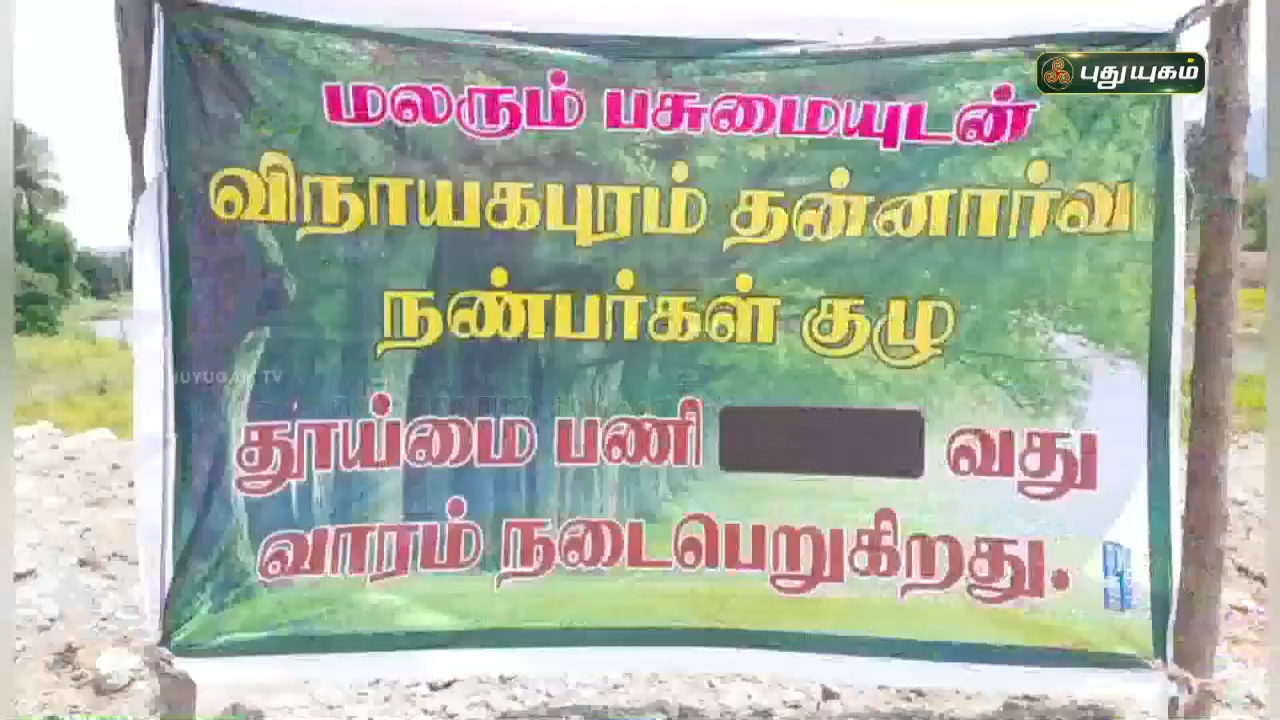 புதுயுகம்
மலரும் பசுமையுடன்
விநாயகபுரம் தன்னார்வ
நண்பர்கள் குழு
தூய்மை பணி வது
வாரம் நடைபெறுகிறது.